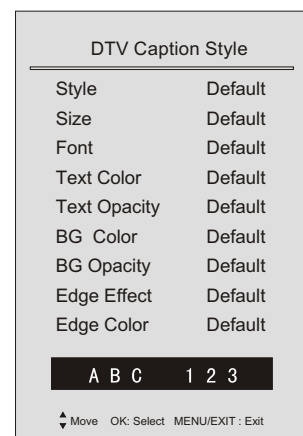 DTV Caption Style
Style Default
Size Default
Font Default
Text Color Default
Text Opacity Default
BG Color Default
BG Opacity Default
Edge Effect Default
Edge Color Default
A B C 1 2 3
Move OK: Select MENU/EXIT : Exit